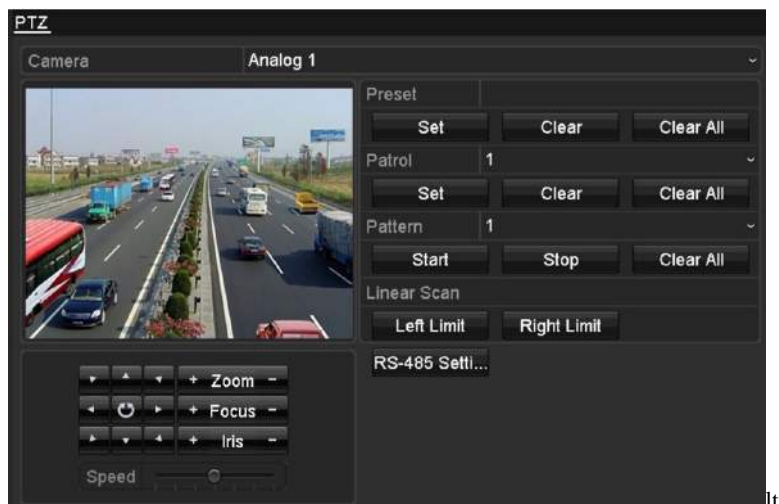 PTZ
Camera Analog 1
Preset
Set Clear Clear All
Patrol 1
Set Clear Clear All
Pattern 1
Start Stop Clear All
Linear Scan
Left Limit Right Limit
RS-485 Setti...
+ Zoom -
+ Focus -
+ Iris -
Speed